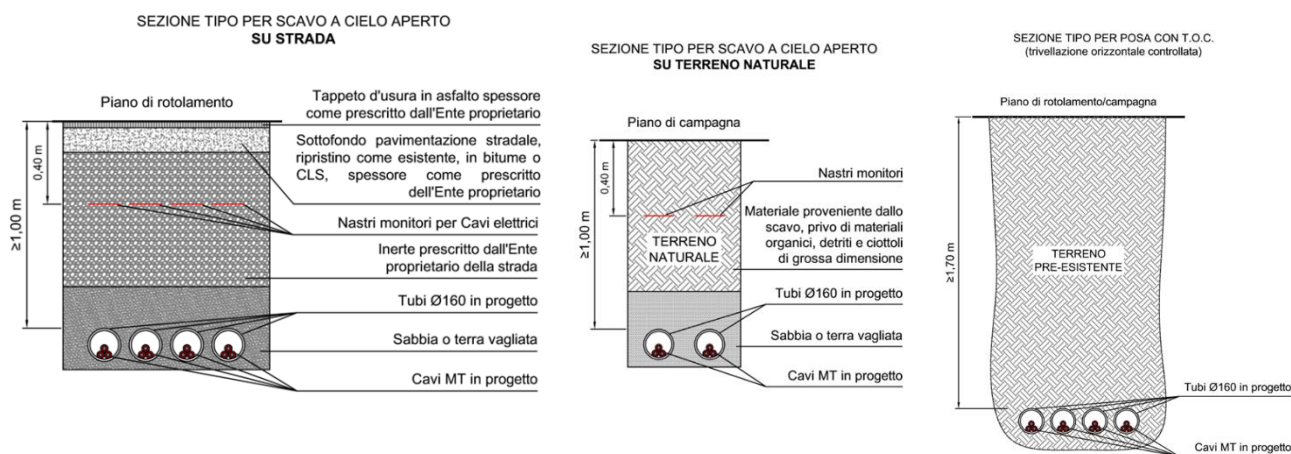 SEZIONE TIPO PER SCAVO A CIELO APERTO
SU STRADA
Piano di rotolamento
0,40 m
≥1,00 m
Tappeto d'usura in asfalto spessore
come prescritto dall'Ente proprietario
Sottofondo pavimentazione stradale,
ripristino come esistente, in bitume o
CLS, spessore come prescritto
dell'Ente proprietario
Nastri monitori per Cavi elettrici
Inerte prescritto dall'Ente
proprietario della strada
Tubi Ø160 in progetto
Sabbia o terra vagliata
Cavi MT in progetto
SEZIONE TIPO PER SCAVO A CIELO APERTO
SU TERRENO NATURALE
Piano di campagna
0,40 m
≥1,00 m
TERRENO
NATURALE
Nastri monitori
Materiale proveniente dallo
scavo, privo di materiali
organici, detriti e ciottoli
di grossa dimensione
Tubi Ø160 in progetto
Sabbia o terra vagliata
Cavi MT in progetto
SEZIONE TIPO PER POSA CON T.O.C.
(trivellazione orizzontale controllata)
Piano di rotolamento/campagna
≥1,70 m
TERRENO
PRE-ESISTENTE
Tubi Ø160 in progetto
Cavi MT in progetto